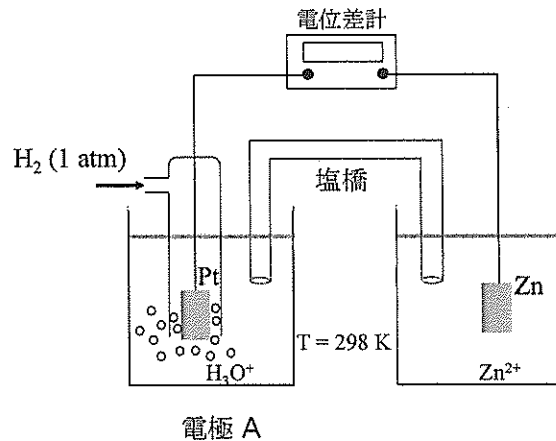 電位差計
H₂ (1 atm)
塩橋
Pt
Zn
T = 298 K
H₃O⁺
Zn²⁺
電極 A